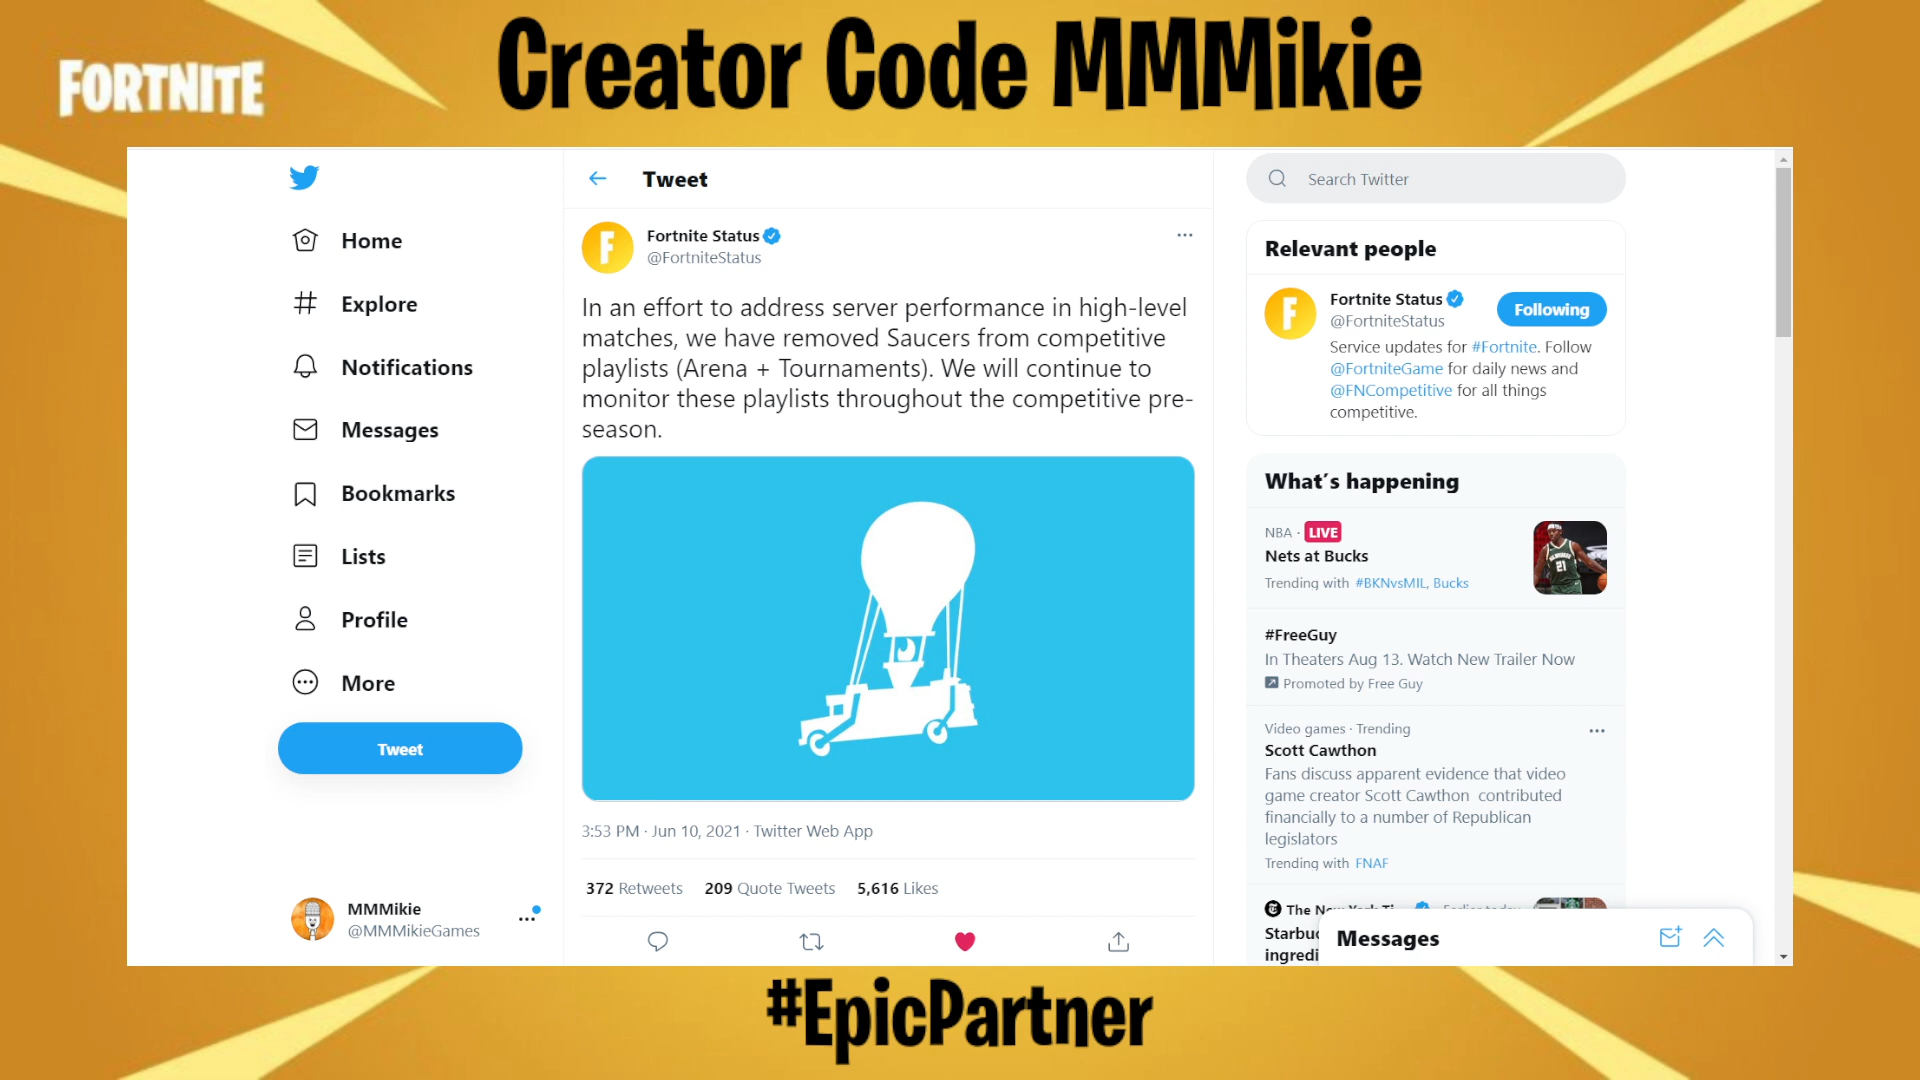 Creator Code MMMikie
FORTNITE
Home
Explore
Notifications
Messages
Bookmarks
Lists
Profile
More
Tweet
MMMikie
@MMMikieGames
Tweet
Fortnite Status
@FortniteStatus
In an effort to address server performance in high-level
matches, we have removed Saucers from competitive
playlists (Arena + Tournaments). We will continue to
monitor these playlists throughout the competitive pre-
season.
3:53 PM · Jun 10, 2021 · Twitter Web App
372 Retweets 209 Quote Tweets 5,616 Likes
Search Twitter
Relevant people
Fortnite Status
@FortniteStatus
Following
Service updates for #Fortnite. Follow
@FortniteGame for daily news and
@FNCompetitive for all things
competitive.
What's happening
NBA · LIVE
Nets at Bucks
Trending with #BKNvsMIL, Bucks
21
#FreeGuy
In Theaters Aug 13. Watch New Trailer Now
Promoted by Free Guy
Video games · Trending
Scott Cawthon
Fans discuss apparent evidence that video
game creator Scott Cawthon contributed
financially to a number of Republican
legislators
Trending with FNAF
The
Messages
#EpicPartner